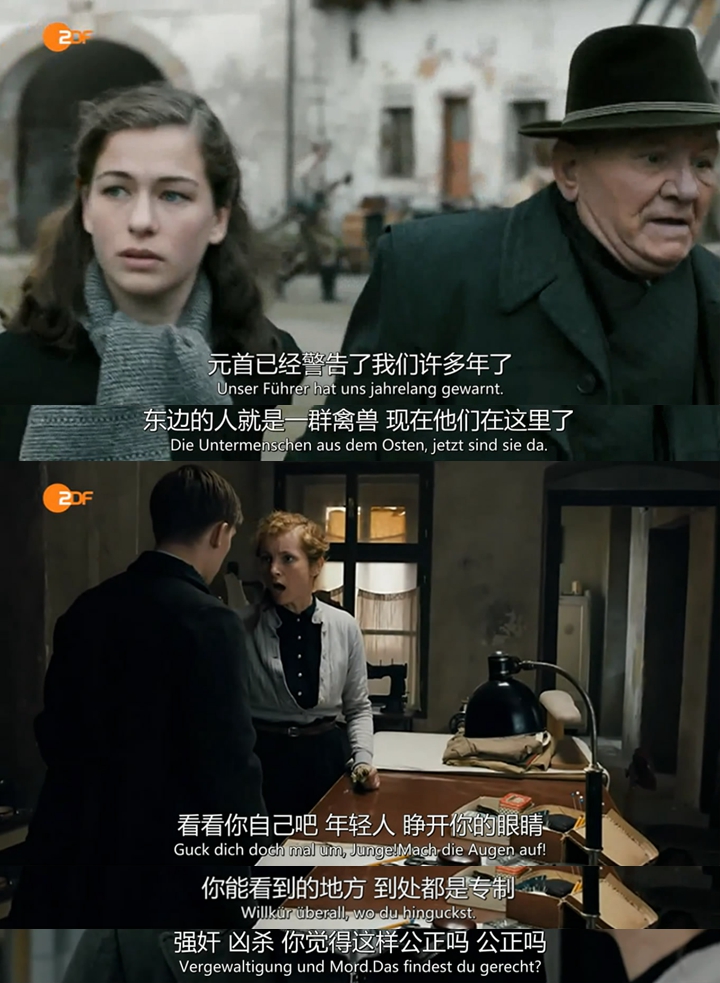 2DF
元首已经警告了我们许多年了
Unser Führer hat uns jahrelang gewarnt.
东边的人就是一群禽兽 现在他们在这里了
Die Untermenschen aus dem Osten, jetzt sind sie da.
2DF
看看你自己吧 年轻人 睁开你的眼睛
Guck dich doch mal um, Junge!Mach die Augen auf!
你能看到的地方 到处都是专制
Willkür überall, wo du hinguckst.
强奸 凶杀 你觉得这样公正吗 公正吗
Vergewaltigung und Mord.Das findest du gerecht?